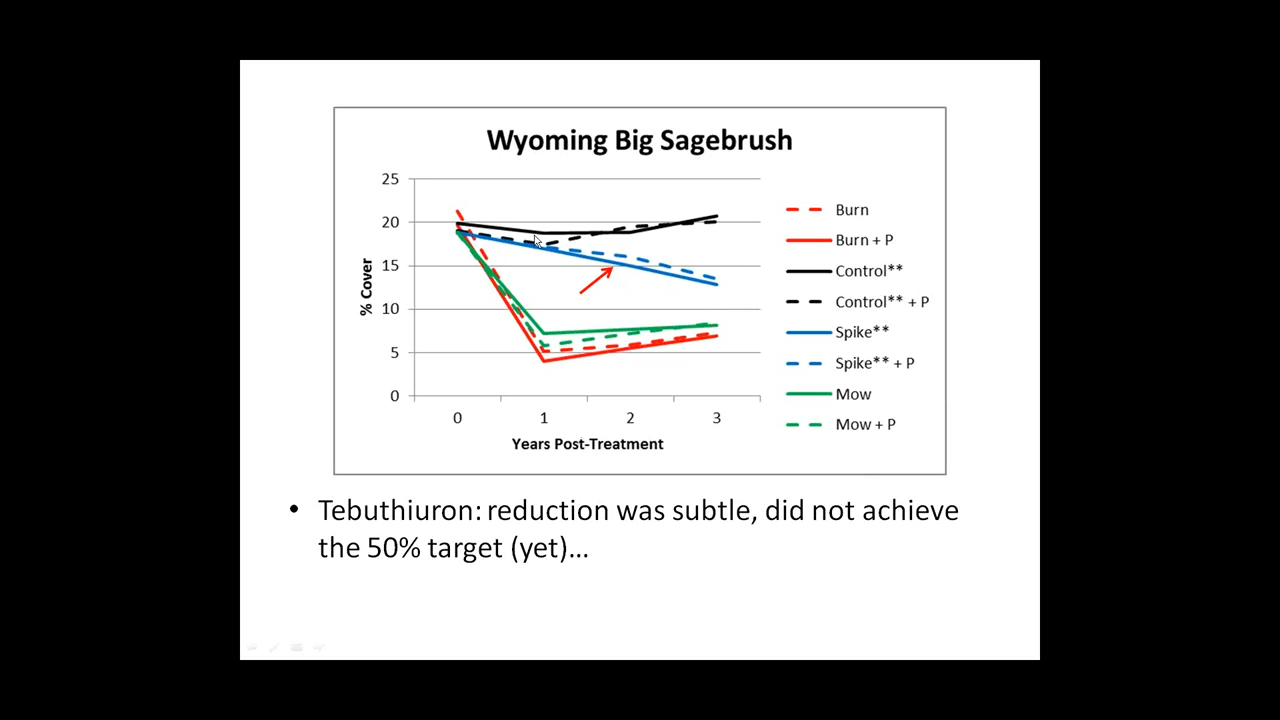 Wyoming Big Sagebrush
25
20
15
10
5
0
% Cover
0 1 2 3
Years Post-Treatment
Burn
Burn + P
Control**
Control** + P
Spike**
Spike** + P
Mow
Mow + P
• Tebuthiuron: reduction was subtle, did not achieve
the 50% target (yet)...